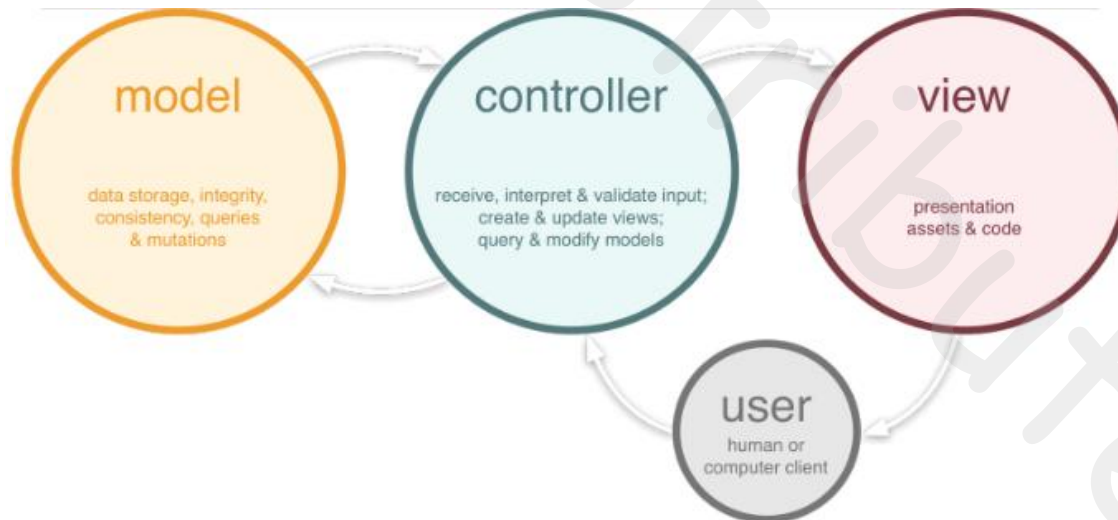 model
data storage, integrity,
consistency, queries
& mutations
controller
receive, interpret & validate input;
create & update views;
query & modify models
view
presentation
assets & code
user
human or
computer client